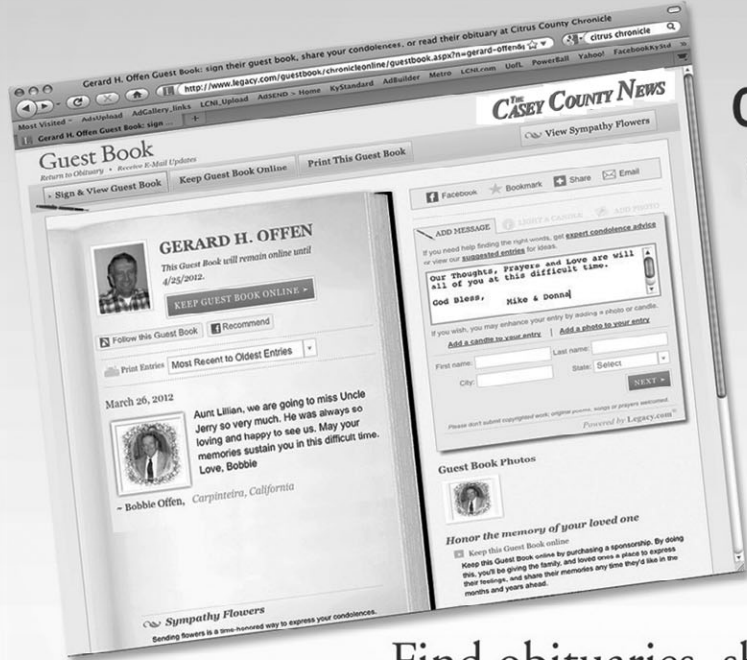 Gerard H. Offen Guest Book: sign their guest book, share your condolences, or read their obituary at Citrus County Chronicle
http://www.legacy.com/guestbook/chronicleonline/guestbook.aspx?n=gerard-offen&
citrus chronicle
Most Visited AdsUpload AdGallery_links LCNI_Upload AdSEND - Home KyStandard AdBuilder Metro LCNI.com UofL PowerBall Yahoo! FacebookKyStd
Gerard H. Offen Guest Book: sign ...
THE
CASEY COUNTY NEWS
Guest Book
Return to Obituary • Receive E-Mail Updates
View Sympathy Flowers
Sign & View Guest Book Keep Guest Book Online Print This Guest Book
Facebook Bookmark Share Email
GERARD H. OFFEN
This Guest Book will remain online until
4/25/2012.
KEEP GUEST BOOK ONLINE
Follow this Guest Book Recommend
Print Entries Most Recent to Oldest Entries
March 26, 2012
Aunt Lillian, we are going to miss Uncle
Jerry so very much. He was always so
loving and happy to see us. May your
memories sustain you in this difficult time.
Love, Bobbie
~ Bobbie Offen, Carpinteira, California
Sympathy Flowers
Sending flowers is a time-honored way to express your condolences.
ADD MESSAGE LIGHT A CANDLE ADD PHOTO
If you need help finding the right words, get expert condolence advice
or view our suggested entries for ideas.
Our Thoughts, Prayers and Love are will
all of you at this difficult time.
God Bless, Mike & Donna
If you wish, you may enhance your entry by adding a photo or candle.
Add a candle to your entry | Add a photo to your entry
First name: Last name:
City: State: Select
NEXT
Please don't submit copyrighted work; original poems, songs or prayers welcomed.
Powered by Legacy.com®
Guest Book Photos
Honor the memory of your loved one
Keep this Guest Book online
Keep this Guest Book online by purchasing a sponsorship. By doing
this, you'll be giving the family, and loved ones a place to express
their feelings, and share their memories any time they'd like in the
months and years ahead.
Find obituaries,